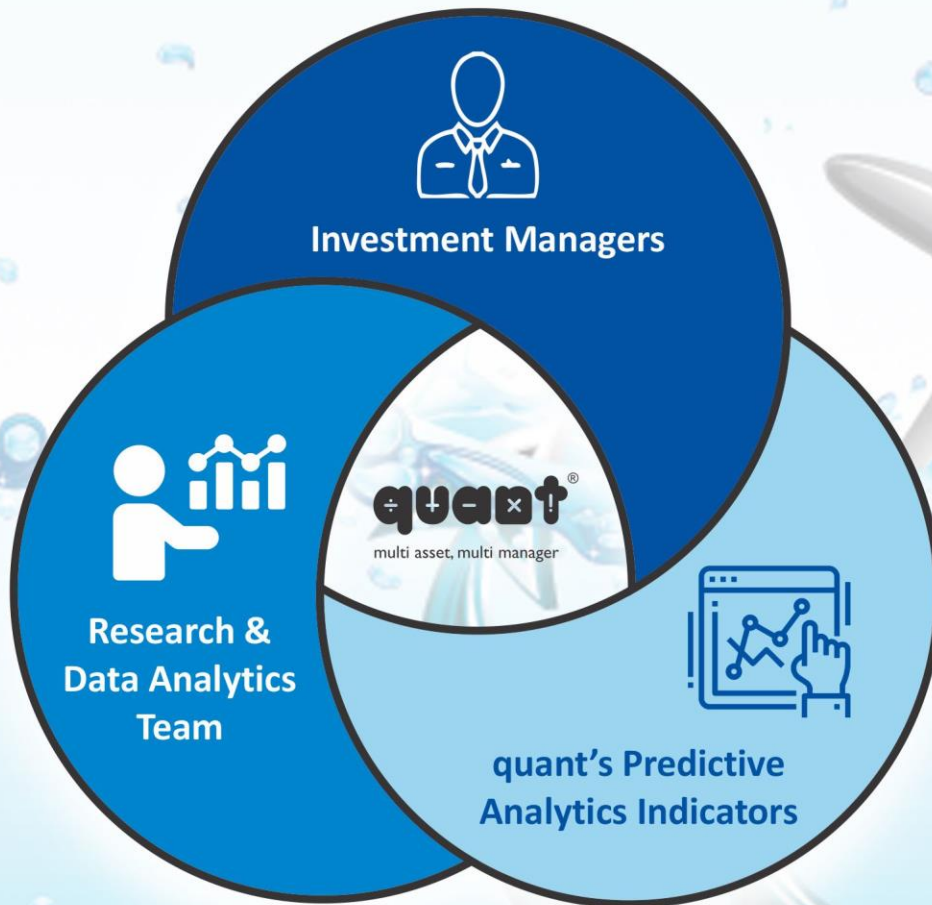 Investment Managers
quant®
multi asset, multi manager
Research &
Data Analytics
Team
quant's Predictive
Analytics Indicators